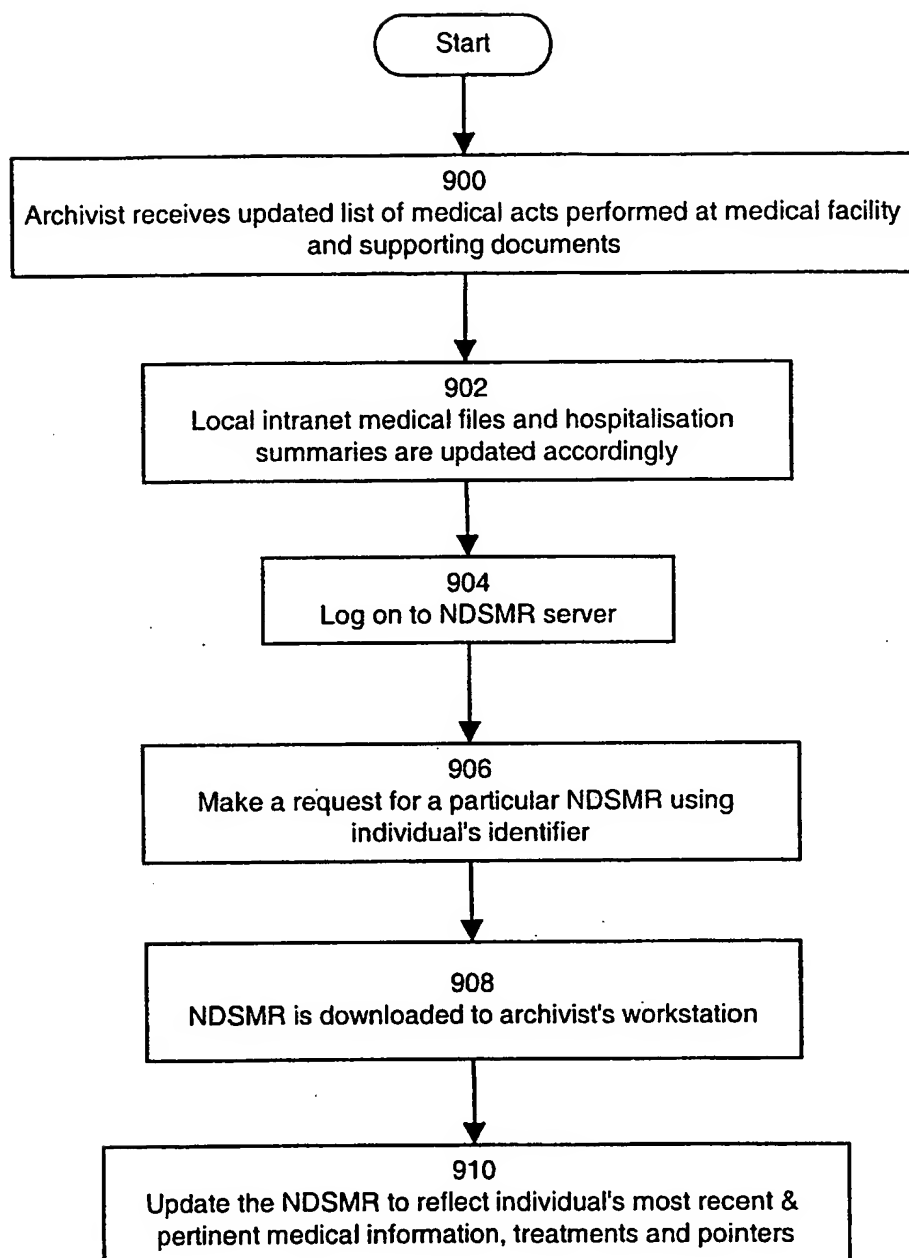 Start
900
Archivist receives updated list of medical acts performed at medical facility
and supporting documents
902
Local intranet medical files and hospitalisation
summaries are updated accordingly
904
Log on to NDSMR server
906
Make a request for a particular NDSMR using
individual's identifier
908
NDSMR is downloaded to archivist's workstation
910
Update the NDSMR to reflect individual's most recent &
pertinent medical information, treatments and pointers